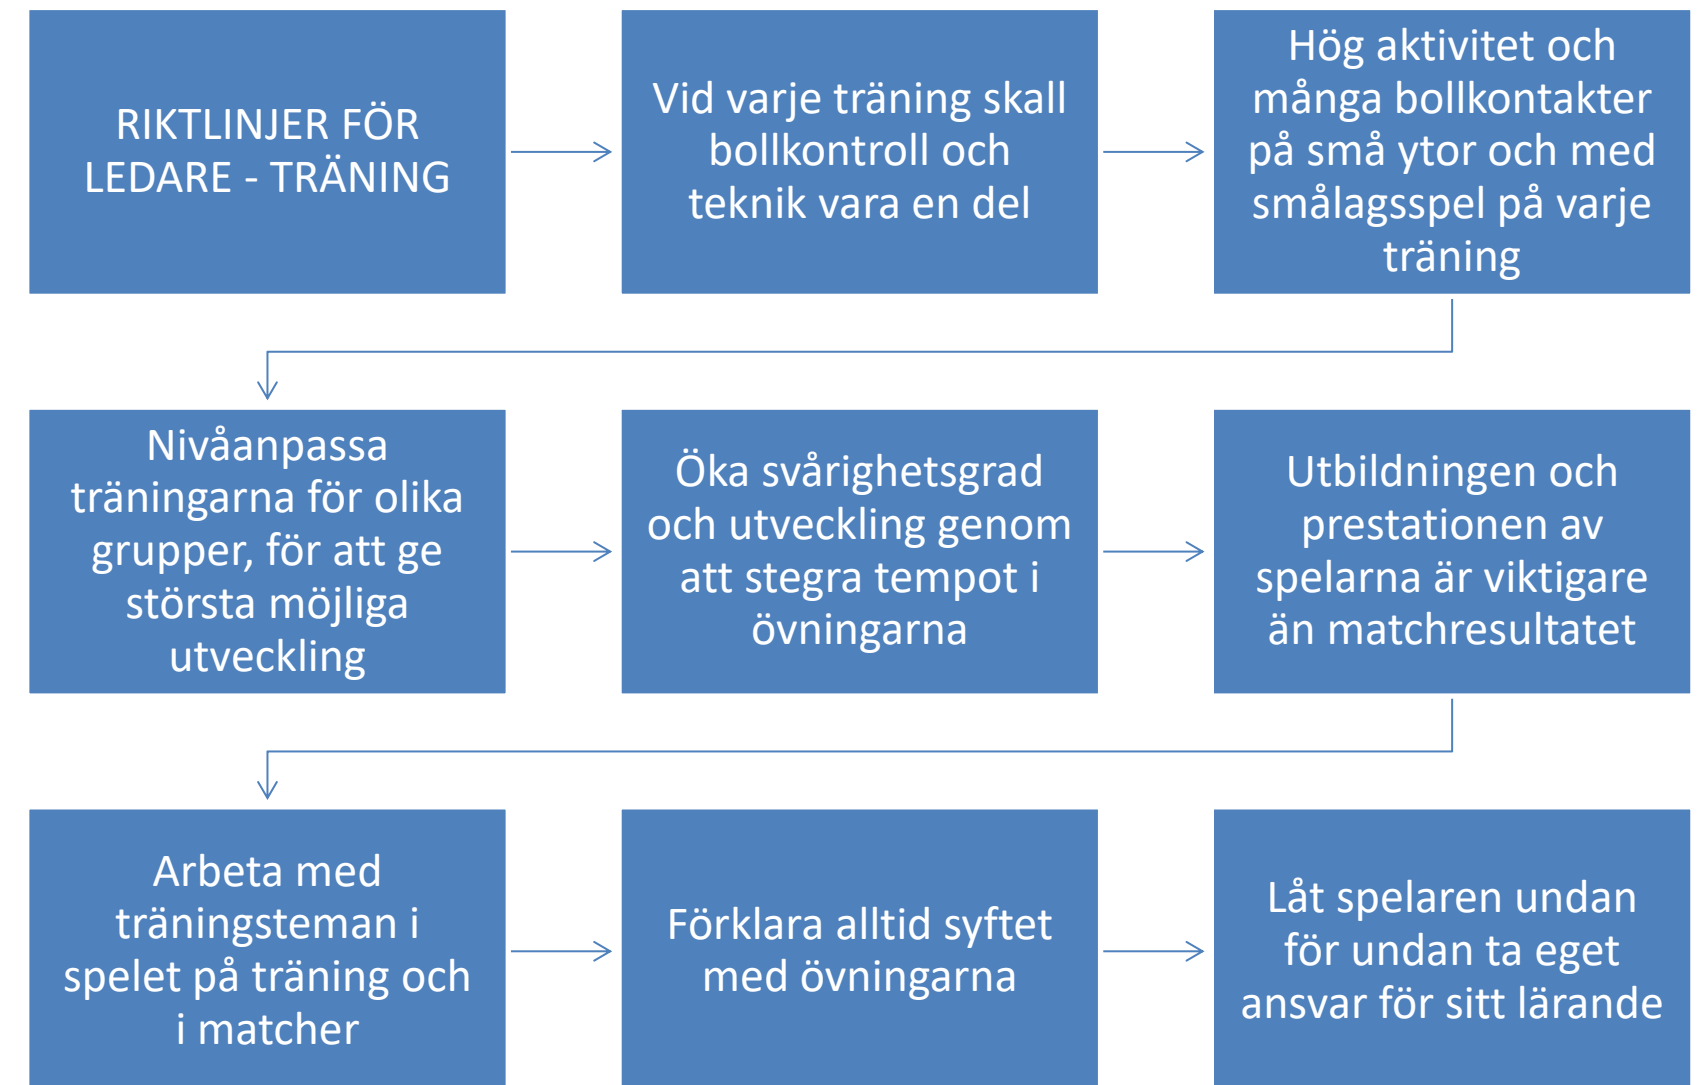 RIKTLINJER FÖR
LEDARE - TRÄNING
Vid varje träning skall
bollkontroll och
teknik vara en del
Hög aktivitet och
många bollkontakter
på små ytor och med
smålagsspel på varje
träning
Nivåanpassa
träningarna för olika
grupper, för att ge
största möjliga
utveckling
Öka svårighetsgrad
och utveckling genom
att stegra tempot i
övningarna
Utbildningen och
prestationen av
spelarna är viktigare
än matchresultatet
Arbeta med
träningsteman i
spelet på träning och
i matcher
Förklara alltid syftet
med övningarna
Låt spelaren undan
för undan ta eget
ansvar för sitt lärande